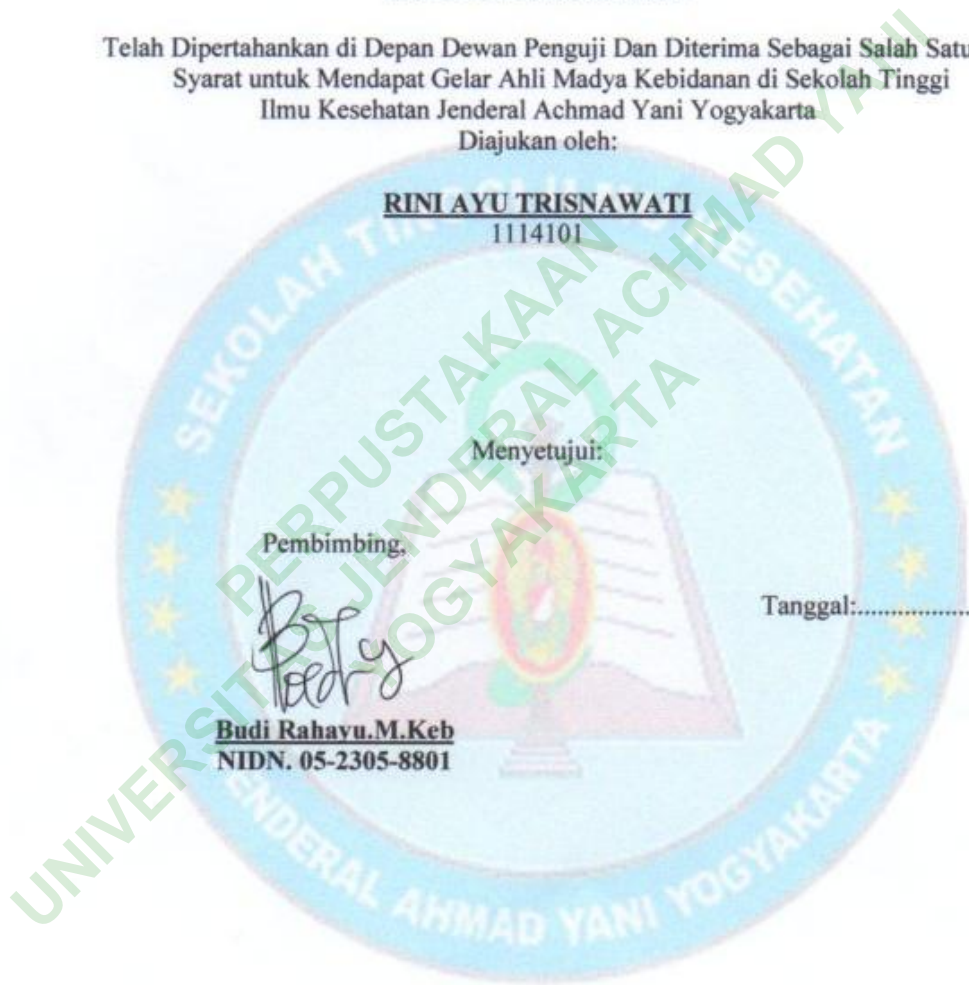 Telah Dipertahankan di Depan Dewan Penguji Dan Diterima Sebagai Salah Satu
Syarat untuk Mendapat Gelar Ahli Madya Kebidanan di Sekolah Tinggi
Ilmu Kesehatan Jenderal Achmad Yani Yogyakarta
Diajukan oleh:
RINI AYU TRISNAWATI
1114101
SEKOLAH TINGGI ILMU KESEHATAN
JENDERAL AHMAD YANI YOGYAKARTA
PERPUSTAKAAN
UNIVERSITAS JENDERAL ACHMAD YANI
YOGYAKARTA
Menyetujui:
Pembimbing,
Tanggal:..................
Budi Rahayu.M.Keb
NIDN. 05-2305-8801